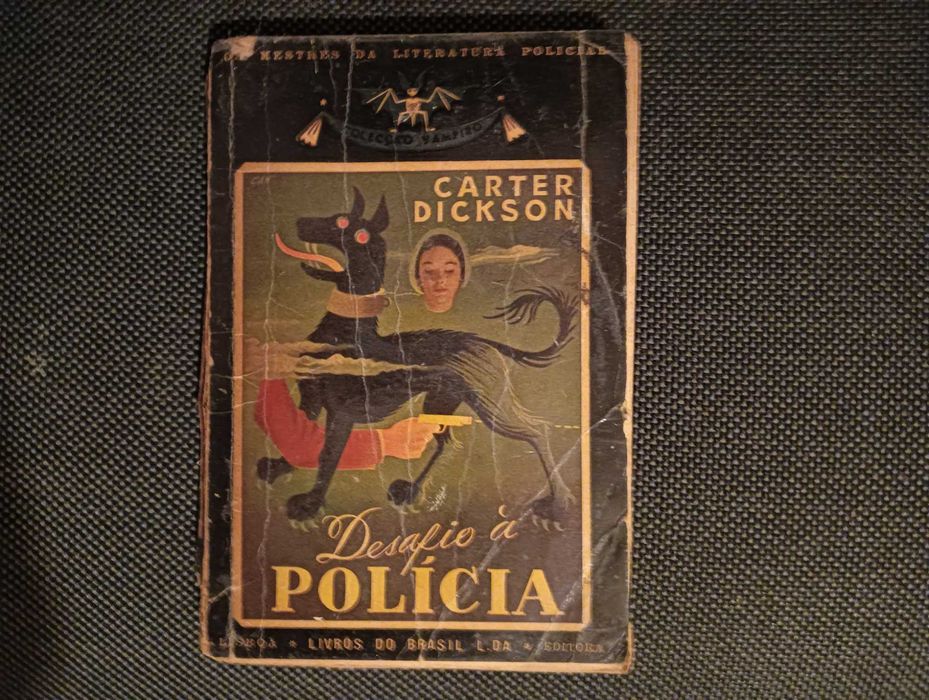 OS MESTRES DA LITERATURA POLICIAL
COLECÇÃO VAMPIRO
CARTER
DICKSON
Desafio à
POLÍCIA
LISBOA * LIVROS DO BRASIL L.DA * EDITORA